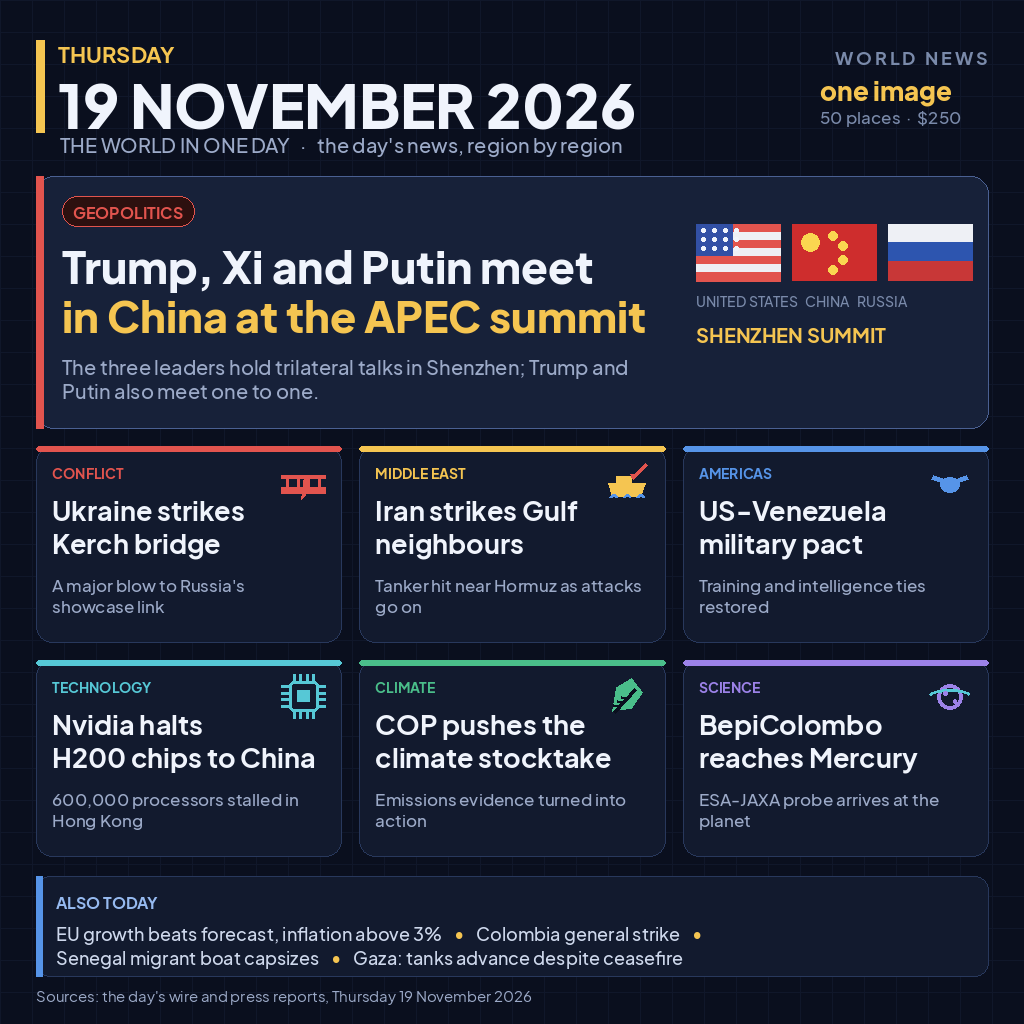 THURSDAY
19 NOVEMBER 2026
THE WORLD IN ONE DAY · the day's news, region by region
WORLD NEWS
one image
50 places · $250
GEOPOLITICS
Trump, Xi and Putin meet
in China at the APEC summit
The three leaders hold trilateral talks in Shenzhen; Trump and
Putin also meet one to one.
UNITED STATES CHINA RUSSIA
SHENZHEN SUMMIT
CONFLICT
Ukraine strikes
Kerch bridge
A major blow to Russia's
showcase link
MIDDLE EAST
Iran strikes Gulf
neighbours
Tanker hit near Hormuz as attacks
go on
AMERICAS
US-Venezuela
military pact
Training and intelligence ties
restored
TECHNOLOGY
Nvidia halts
H200 chips to China
600,000 processors stalled in
Hong Kong
CLIMATE
COP pushes the
climate stocktake
Emissions evidence turned into
action
SCIENCE
BepiColombo
reaches Mercury
ESA-JAXA probe arrives at the
planet
ALSO TODAY
EU growth beats forecast, inflation above 3% • Colombia general strike •
Senegal migrant boat capsizes • Gaza: tanks advance despite ceasefire
Sources: the day's wire and press reports, Thursday 19 November 2026